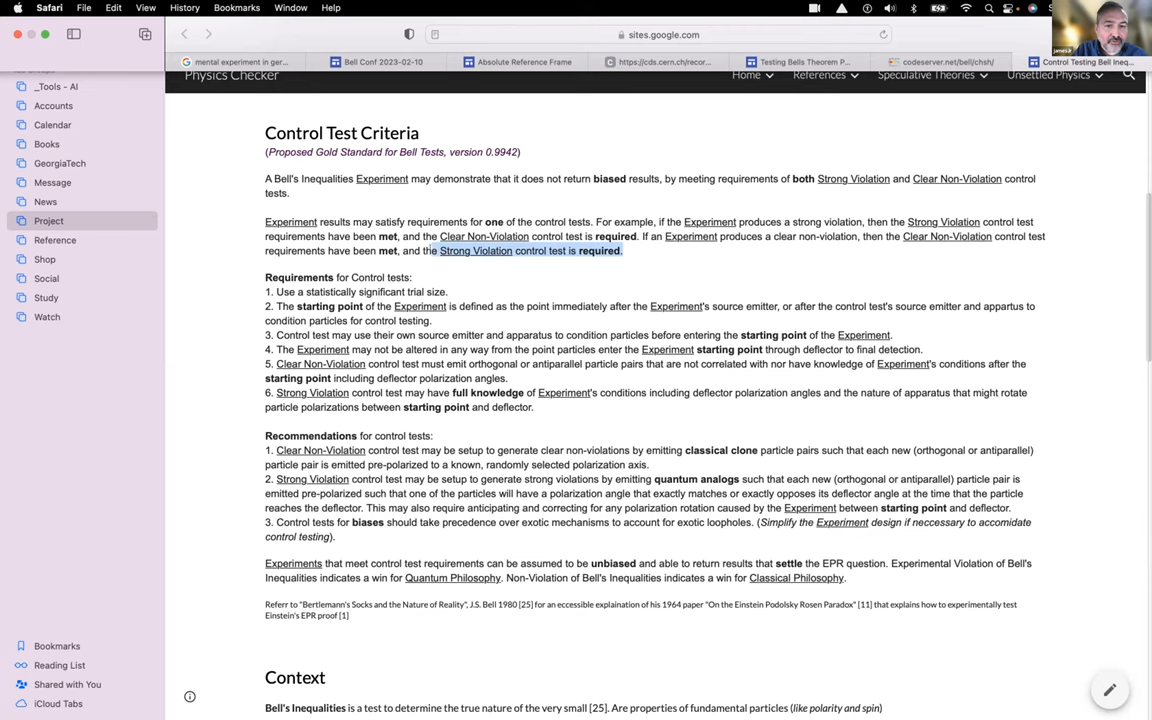 Safari File Edit View History Bookmarks Window Help
sites.google.com
mental experiment in ger...
Bell Conf 2023-02-10
Absolute Reference Frame
https://cds.cern.ch/recor...
Testing Bells Theorem P...
codeserver.net/bell/chsh/
Control Testing Bell Ineq...
_Tools - AI
Accounts
Calendar
Books
GeorgiaTech
Message
News
Project
Reference
Shop
Social
Study
Watch
Bookmarks
Reading List
Shared with You
iCloud Tabs
Physics Checker
Home References Speculative Theories Unsettled Physics
Control Test Criteria
(Proposed Gold Standard for Bell Tests, version 0.9942)
A Bell's Inequalities Experiment may demonstrate that it does not return biased results, by meeting requirements of both Strong Violation and Clear Non-Violation control
tests.
Experiment results may satisfy requirements for one of the control tests. For example, if the Experiment produces a strong violation, then the Strong Violation control test
requirements have been met, and the Clear Non-Violation control test is required. If an Experiment produces a clear non-violation, then the Clear Non-Violation control test
requirements have been met, and the Strong Violation control test is required.
Requirements for Control tests:
1. Use a statistically significant trial size.
2. The starting point of the Experiment is defined as the point immediately after the Experiment's source emitter, or after the control test's source emitter and appartus to
condition particles for control testing.
3. Control test may use their own source emitter and apparatus to condition particles before entering the starting point of the Experiment.
4. The Experiment may not be altered in any way from the point particles enter the Experiment starting point through deflector to final detection.
5. Clear Non-Violation control test must emit orthogonal or antiparallel particle pairs that are not correlated with nor have knowledge of Experiment's conditions after the
starting point including deflector polarization angles.
6. Strong Violation control test may have full knowledge of Experiment's conditions including deflector polarization angles and the nature of apparatus that might rotate
particle polarizations between starting point and deflector.
Recommendations for control tests:
1. Clear Non-Violation control test may be setup to generate clear non-violations by emitting classical clone particle pairs such that each new (orthogonal or antiparallel)
particle pair is emitted pre-polarized to a known, randomly selected polarization axis.
2. Strong Violation control test may be setup to generate strong violations by emitting quantum analogs such that each new (orthogonal or antiparallel) particle pair is
emitted pre-polarized such that one of the particles will have a polarization angle that exactly matches or exactly opposes its deflector angle at the time that the particle
reaches the deflector. This may also require anticipating and correcting for any polarization rotation caused by the Experiment between starting point and deflector.
3. Control tests for biases should take precedence over exotic mechanisms to account for exotic loopholes. (Simplify the Experiment design if neccessary to accomidate
control testing).
Experiments that meet control test requirements can be assumed to be unbiased and able to return results that settle the EPR question. Experimental Violation of Bell's
Inequalities indicates a win for Quantum Philosophy. Non-Violation of Bell's Inequalities indicates a win for Classical Philosophy.
Referr to "Bertlemann's Socks and the Nature of Reality", J.S. Bell 1980 [25] for an eccessible explaination of his 1964 paper "On the Einstein Podolsky Rosen Paradox" [11] that explains how to experimentally test
Einstein's EPR proof [1]
Context
Bell's Inequalities is a test to determine the true nature of the very small [25]. Are properties of fundamental particles (like polarity and spin)